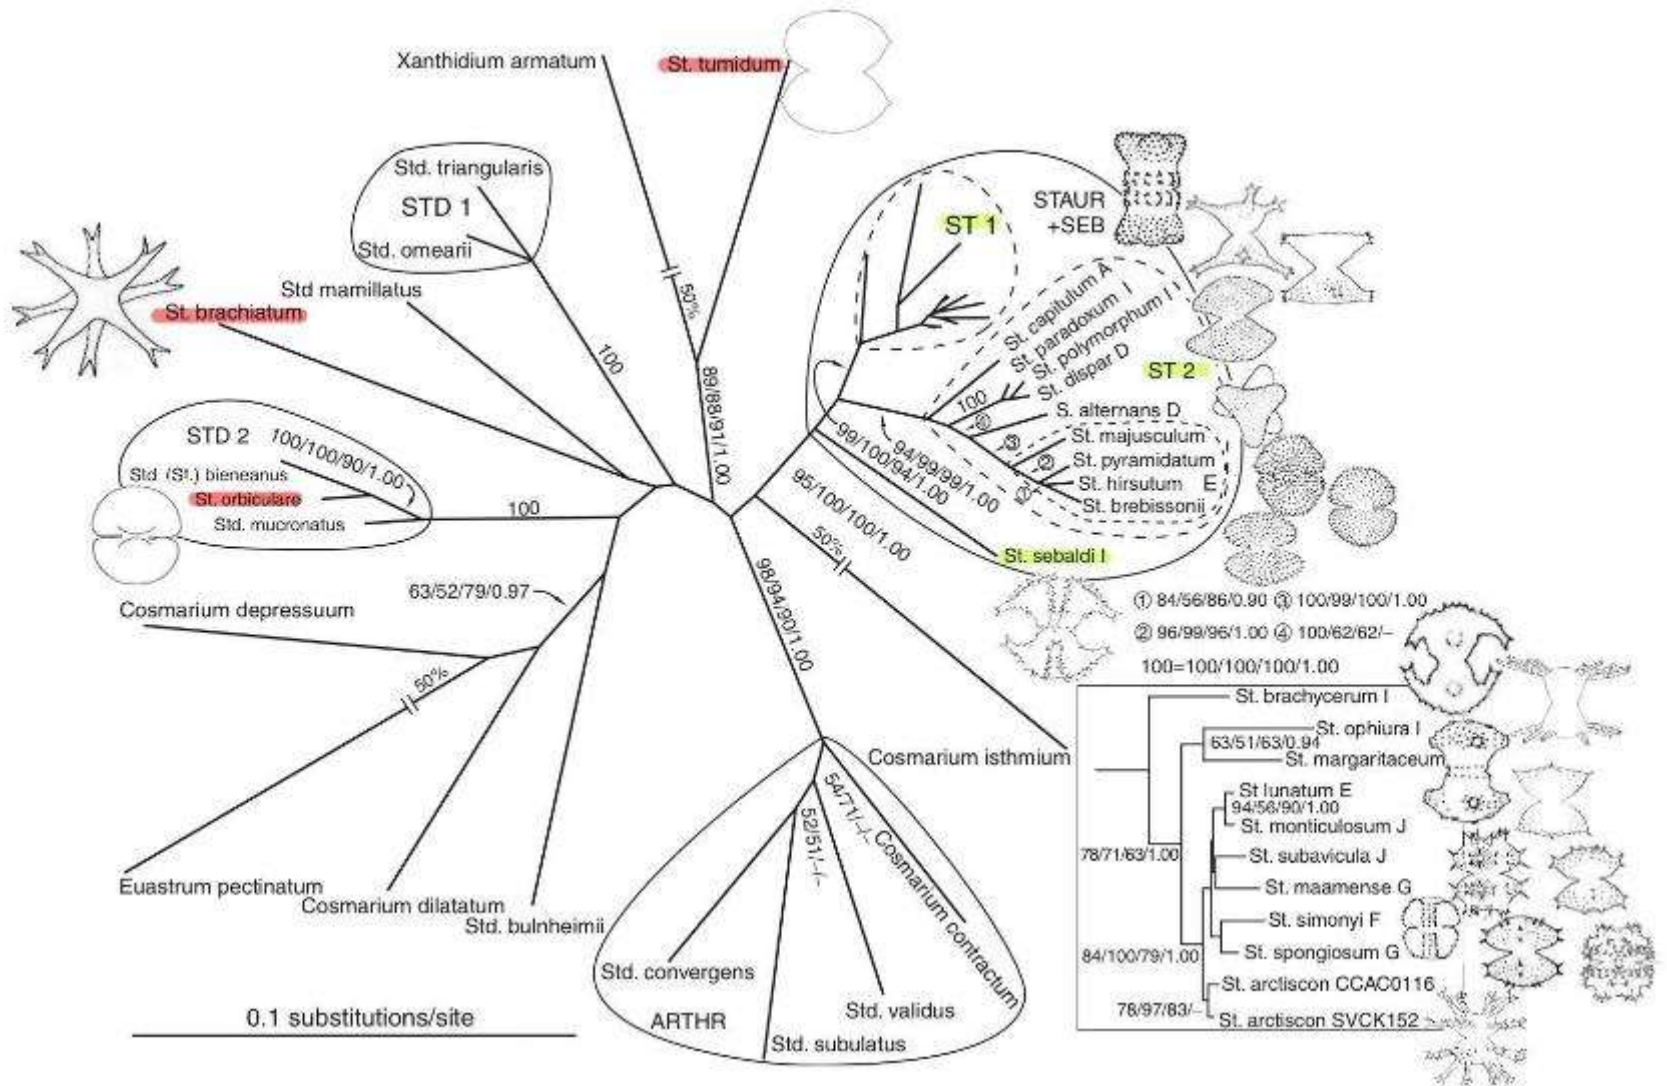 Xanthidium armatum
St. tumidum
Std. triangularis
STD 1
Std. omearii
Std mamillatus
St. brachiatum
100
50%
89/88/91/1.00
STAUR
+SEB
ST 1
St. capitulum A
St. paradoxum I
St. polymorphum I
St. dispar D
ST 2
100
④
S. alternans D
③
St. majusculum
②
St. pyramidatum
St. hirsutum E
①
St. brebissonii
94/99/99/1.00
99/100/94/1.00
95/100/100/1.00
St. sebaldi I
50%
STD 2
100/100/90/1.00
Std (St.) bieneanus
St. orbiculare
Std. mucronatus
100
63/52/79/0.97
Cosmarium depressuum
50%
98/94/90/1.00
① 84/56/86/0.90 ③ 100/99/100/1.00
② 96/99/96/1.00 ④ 100/62/62/–
100=100/100/100/1.00
Cosmarium isthmium
Euastrum pectinatum
Cosmarium dilatatum
Std. bulnheimii
54/71/–/–
52/51/–/–
Cosmarium contractum
Std. convergens
ARTHR
Std. validus
Std. subulatus
0.1 substitutions/site
St. brachycerum I
St. ophiura I
63/51/63/0.94
St. margaritaceum
St lunatum E
94/56/90/1.00
St. monticulosum J
78/71/63/1.00
St. subavicula J
St. maamense G
St. simonyi F
St. spongiosum G
84/100/79/1.00
St. arctiscon CCAC0116
78/97/83/–
St. arctiscon SVCK152